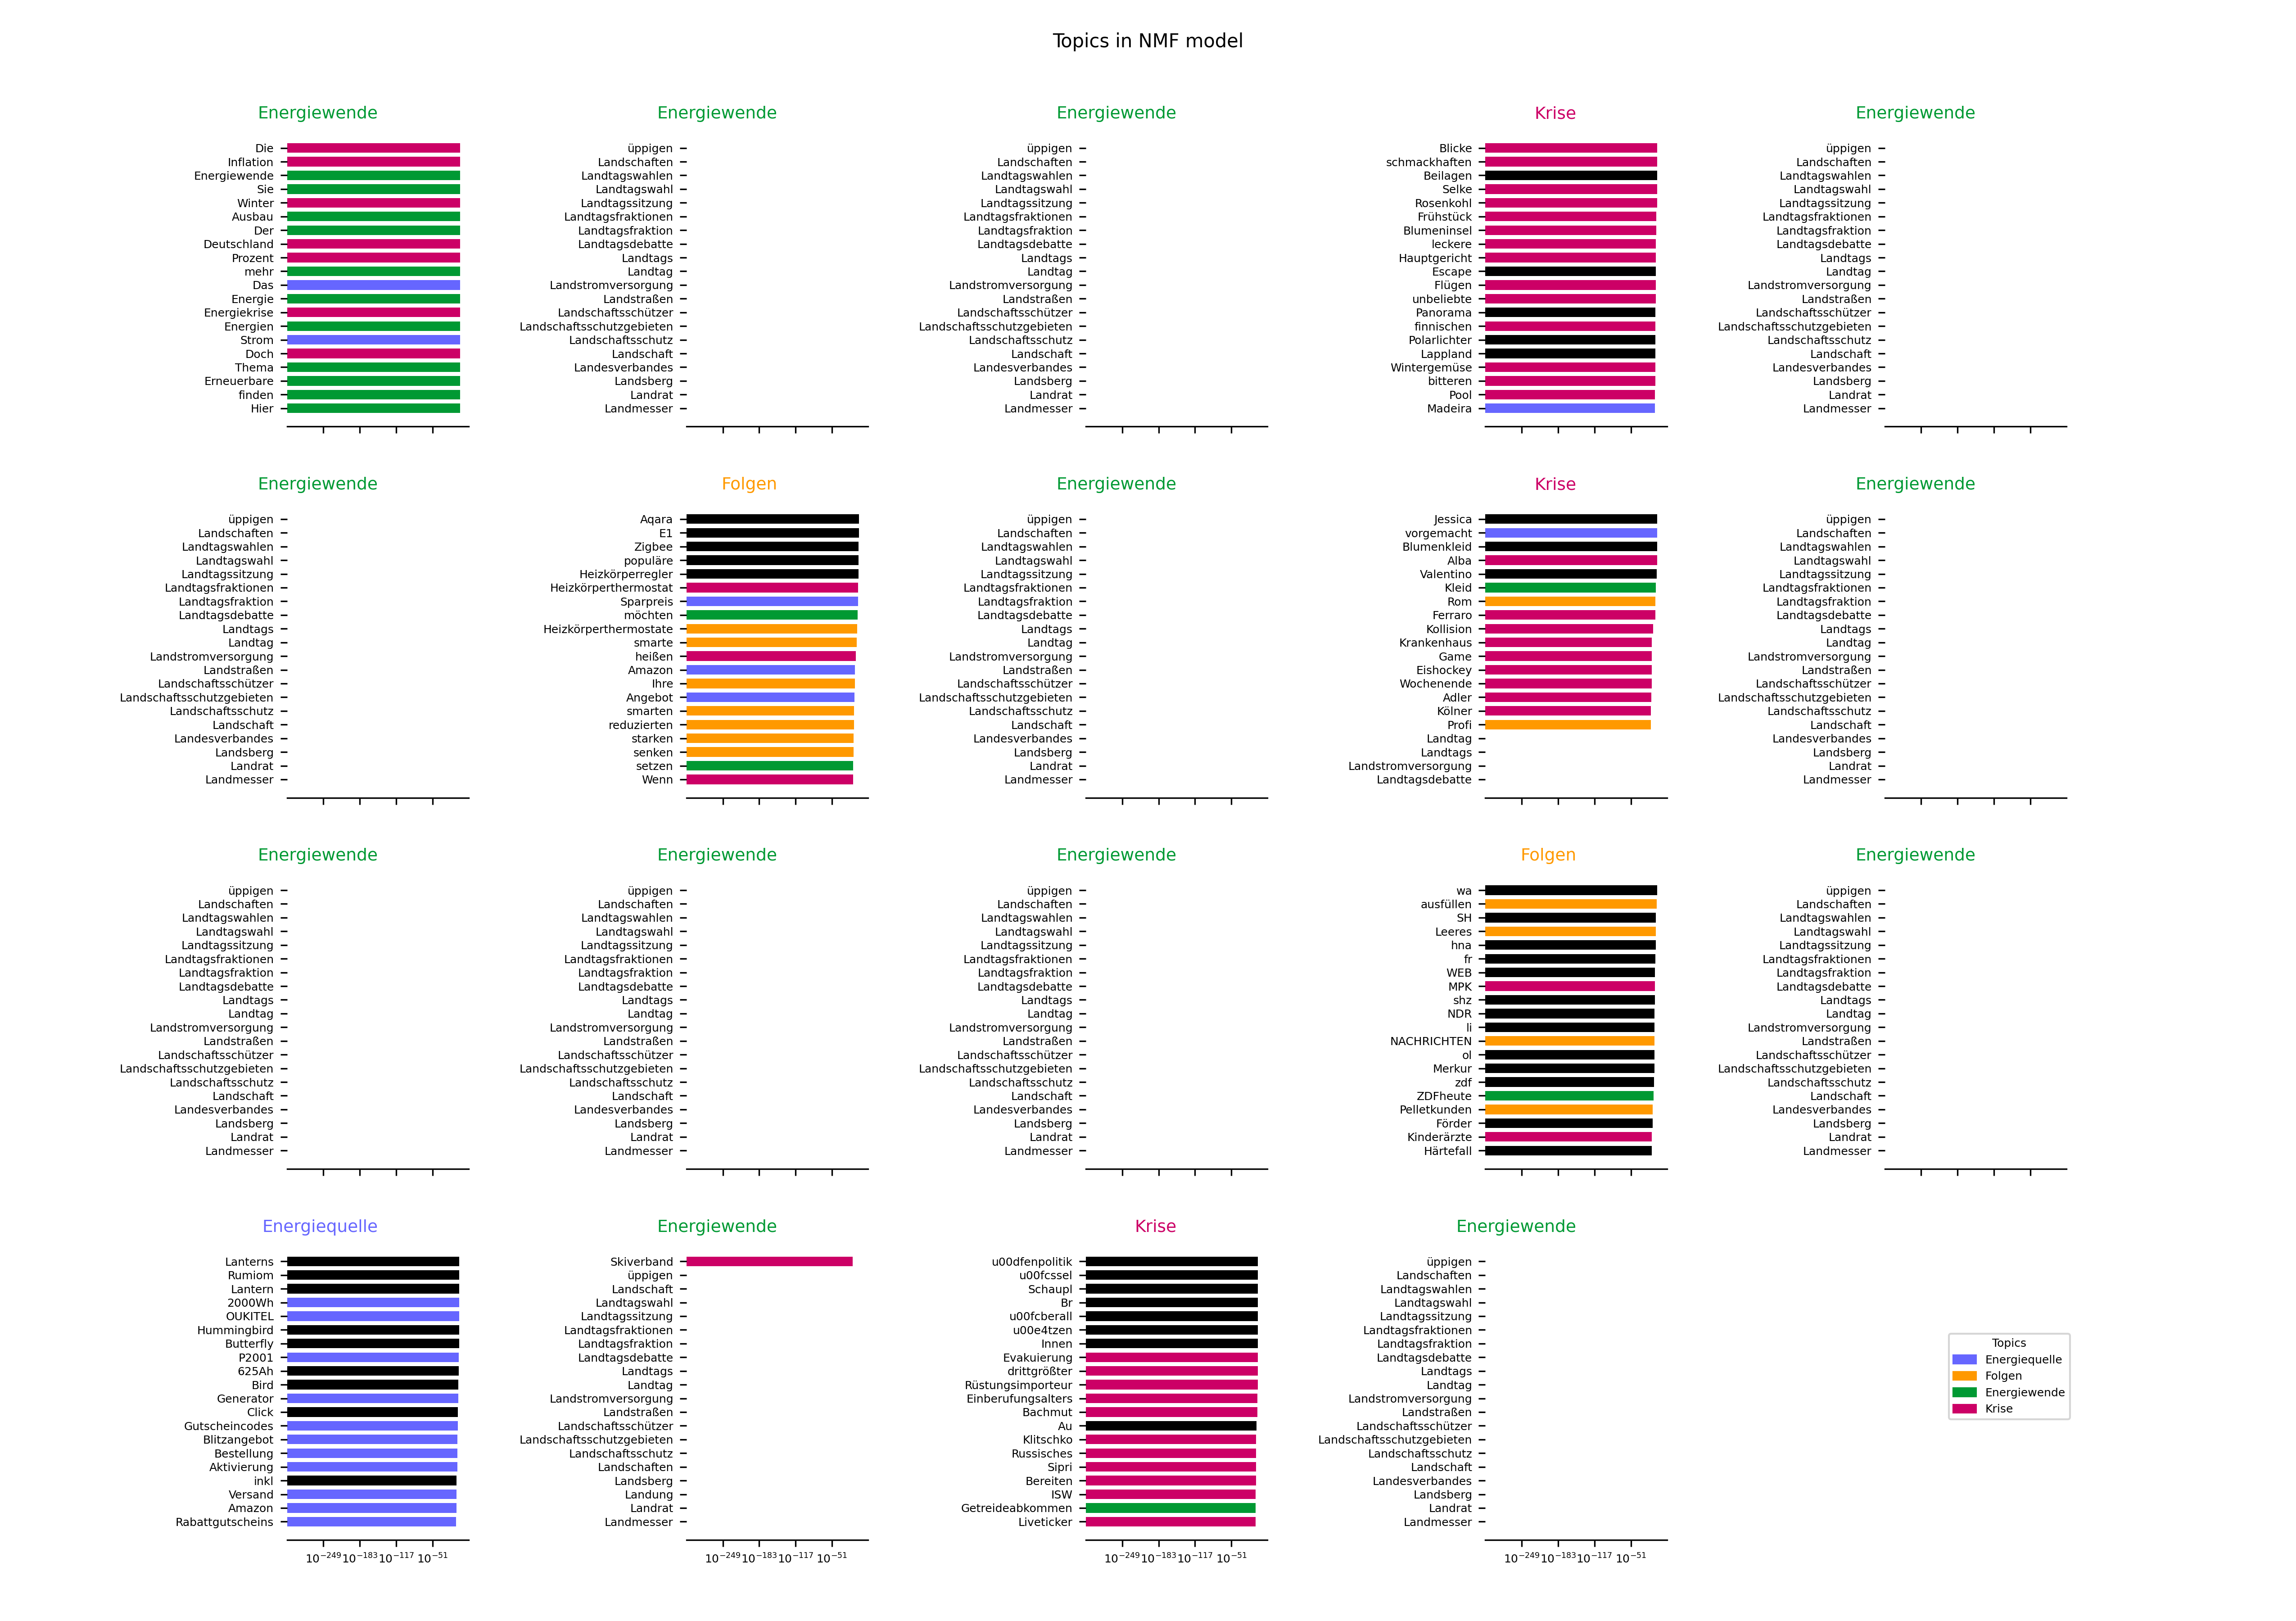 Topics in NMF model
Energiewende
Die
Inflation
Energiewende
Sie
Winter
Ausbau
Der
Deutschland
Prozent
mehr
Das
Energie
Energiekrise
Energien
Strom
Doch
Thema
Erneuerbare
finden
Hier
Energiewende
üppigen
Landschaften
Landtagswahlen
Landtagswahl
Landtagssitzung
Landtagsfraktionen
Landtagsfraktion
Landtagsdebatte
Landtags
Landtag
Landstromversorgung
Landstraßen
Landschaftsschützer
Landschaftsschutzgebieten
Landschaftsschutz
Landschaft
Landesverbandes
Landsberg
Landrat
Landmesser
Energiewende
üppigen
Landschaften
Landtagswahlen
Landtagswahl
Landtagssitzung
Landtagsfraktionen
Landtagsfraktion
Landtagsdebatte
Landtags
Landtag
Landstromversorgung
Landstraßen
Landschaftsschützer
Landschaftsschutzgebieten
Landschaftsschutz
Landschaft
Landesverbandes
Landsberg
Landrat
Landmesser
Krise
Blicke
schmackhaften
Beilagen
Selke
Rosenkohl
Frühstück
Blumeninsel
leckere
Hauptgericht
Escape
Flügen
unbeliebte
Panorama
finnischen
Polarlichter
Lappland
Wintergemüse
bitteren
Pool
Madeira
Energiewende
üppigen
Landschaften
Landtagswahlen
Landtagswahl
Landtagssitzung
Landtagsfraktionen
Landtagsfraktion
Landtagsdebatte
Landtags
Landtag
Landstromversorgung
Landstraßen
Landschaftsschützer
Landschaftsschutzgebieten
Landschaftsschutz
Landschaft
Landesverbandes
Landsberg
Landrat
Landmesser
Energiewende
üppigen
Landschaften
Landtagswahlen
Landtagswahl
Landtagssitzung
Landtagsfraktionen
Landtagsfraktion
Landtagsdebatte
Landtags
Landtag
Landstromversorgung
Landstraßen
Landschaftsschützer
Landschaftsschutzgebieten
Landschaftsschutz
Landschaft
Landesverbandes
Landsberg
Landrat
Landmesser
Folgen
Aqara
E1
Zigbee
populäre
Heizkörperregler
Heizkörperthermostat
Sparpreis
möchten
Heizkörperthermostate
smarte
heißen
Amazon
Ihre
Angebot
smarten
reduzierten
starken
senken
setzen
Wenn
Energiewende
üppigen
Landschaften
Landtagswahlen
Landtagswahl
Landtagssitzung
Landtagsfraktionen
Landtagsfraktion
Landtagsdebatte
Landtags
Landtag
Landstromversorgung
Landstraßen
Landschaftsschützer
Landschaftsschutzgebieten
Landschaftsschutz
Landschaft
Landesverbandes
Landsberg
Landrat
Landmesser
Krise
Jessica
vorgemacht
Blumenkleid
Alba
Valentino
Kleid
Rom
Ferraro
Kollision
Krankenhaus
Game
Eishockey
Wochenende
Adler
Kölner
Profi
Landtag
Landtags
Landstromversorgung
Landtagsdebatte
Energiewende
üppigen
Landschaften
Landtagswahlen
Landtagswahl
Landtagssitzung
Landtagsfraktionen
Landtagsfraktion
Landtagsdebatte
Landtags
Landtag
Landstromversorgung
Landstraßen
Landschaftsschützer
Landschaftsschutzgebieten
Landschaftsschutz
Landschaft
Landesverbandes
Landsberg
Landrat
Landmesser
Energiewende
üppigen
Landschaften
Landtagswahlen
Landtagswahl
Landtagssitzung
Landtagsfraktionen
Landtagsfraktion
Landtagsdebatte
Landtags
Landtag
Landstromversorgung
Landstraßen
Landschaftsschützer
Landschaftsschutzgebieten
Landschaftsschutz
Landschaft
Landesverbandes
Landsberg
Landrat
Landmesser
Energiewende
üppigen
Landschaften
Landtagswahlen
Landtagswahl
Landtagssitzung
Landtagsfraktionen
Landtagsfraktion
Landtagsdebatte
Landtags
Landtag
Landstromversorgung
Landstraßen
Landschaftsschützer
Landschaftsschutzgebieten
Landschaftsschutz
Landschaft
Landesverbandes
Landsberg
Landrat
Landmesser
Energiewende
üppigen
Landschaften
Landtagswahlen
Landtagswahl
Landtagssitzung
Landtagsfraktionen
Landtagsfraktion
Landtagsdebatte
Landtags
Landtag
Landstromversorgung
Landstraßen
Landschaftsschützer
Landschaftsschutzgebieten
Landschaftsschutz
Landschaft
Landesverbandes
Landsberg
Landrat
Landmesser
Folgen
wa
ausfüllen
SH
Leeres
hna
fr
WEB
MPK
shz
NDR
li
NACHRICHTEN
ol
Merkur
zdf
ZDFheute
Pelletkunden
Förder
Kinderärzte
Härtefall
Energiewende
üppigen
Landschaften
Landtagswahlen
Landtagswahl
Landtagssitzung
Landtagsfraktionen
Landtagsfraktion
Landtagsdebatte
Landtags
Landtag
Landstromversorgung
Landstraßen
Landschaftsschützer
Landschaftsschutzgebieten
Landschaftsschutz
Landschaft
Landesverbandes
Landsberg
Landrat
Landmesser
Energiequelle
Lanterns
Rumiom
Lantern
2000Wh
OUKITEL
Hummingbird
Butterfly
P2001
625Ah
Bird
Generator
Click
Gutscheincodes
Blitzangebot
Bestellung
Aktivierung
inkl
Versand
Amazon
Rabattgutscheins
10⁻²⁴⁹ 10⁻¹⁸³ 10⁻¹¹⁷ 10⁻⁵¹
Energiewende
Skiverband
üppigen
Landschaft
Landtagswahl
Landtagssitzung
Landtagsfraktionen
Landtagsfraktion
Landtagsdebatte
Landtags
Landtag
Landstromversorgung
Landstraßen
Landschaftsschützer
Landschaftsschutzgebieten
Landschaftsschutz
Landschaften
Landsberg
Landung
Landrat
Landmesser
10⁻²⁴⁹ 10⁻¹⁸³ 10⁻¹¹⁷ 10⁻⁵¹
Krise
u00dfenpolitik
u00fcssel
Schaupl
Br
u00fcberall
u00e4tzen
Innen
Evakuierung
drittgrößter
Rüstungsimporteur
Einberufungsalters
Bachmut
Au
Klitschko
Russisches
Sipri
Bereiten
ISW
Getreideabkommen
Liveticker
10⁻²⁴⁹ 10⁻¹⁸³ 10⁻¹¹⁷ 10⁻⁵¹
Energiewende
üppigen
Landschaften
Landtagswahlen
Landtagswahl
Landtagssitzung
Landtagsfraktionen
Landtagsfraktion
Landtagsdebatte
Landtags
Landtag
Landstromversorgung
Landstraßen
Landschaftsschützer
Landschaftsschutzgebieten
Landschaftsschutz
Landschaft
Landesverbandes
Landsberg
Landrat
Landmesser
10⁻²⁴⁹ 10⁻¹⁸³ 10⁻¹¹⁷ 10⁻⁵¹
Topics
Energiequelle
Folgen
Energiewende
Krise